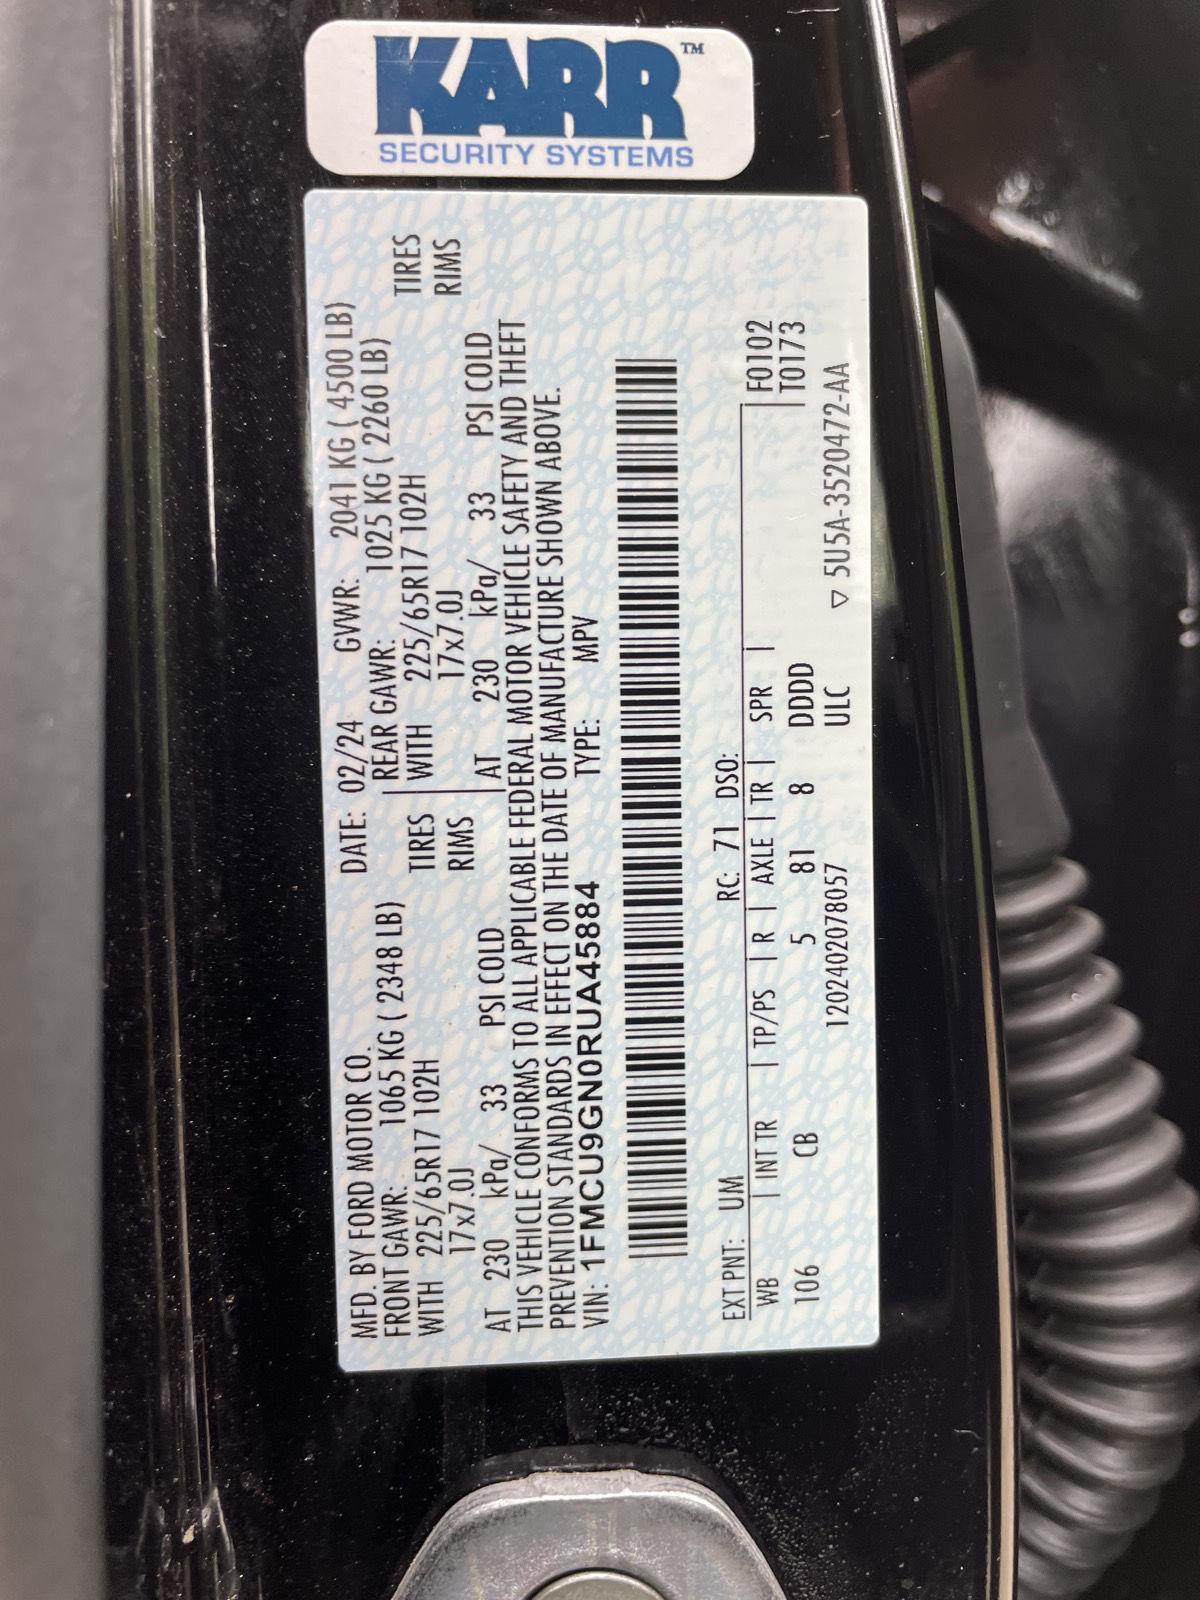 KARR™
SECURITY SYSTEMS
MFD. BY FORD MOTOR CO. DATE: 02/24 GVWR: 2041 KG ( 4500 LB)
FRONT GAWR: 1065 KG ( 2348 LB) REAR GAWR: 1025 KG ( 2260 LB)
WITH 225/65R17 102H TIRES WITH 225/65R17 102H TIRES
17x7.0J RIMS 17x7.0J RIMS
AT 230 kPa/ 33 PSI COLD AT 230 kPa/ 33 PSI COLD
THIS VEHICLE CONFORMS TO ALL APPLICABLE FEDERAL MOTOR VEHICLE SAFETY AND THEFT
PREVENTION STANDARDS IN EFFECT ON THE DATE OF MANUFACTURE SHOWN ABOVE.
VIN: 1FMCU9GN0RUA45884 TYPE: MPV
EXT PNT: UM RC: 71 DSO: F0102
WB INT TR TP/PS R AXLE TR SPR T0173
106 CB 5 81 8 DDDD
1202402078057 ULC ▽ 5U5A-3520472-AA